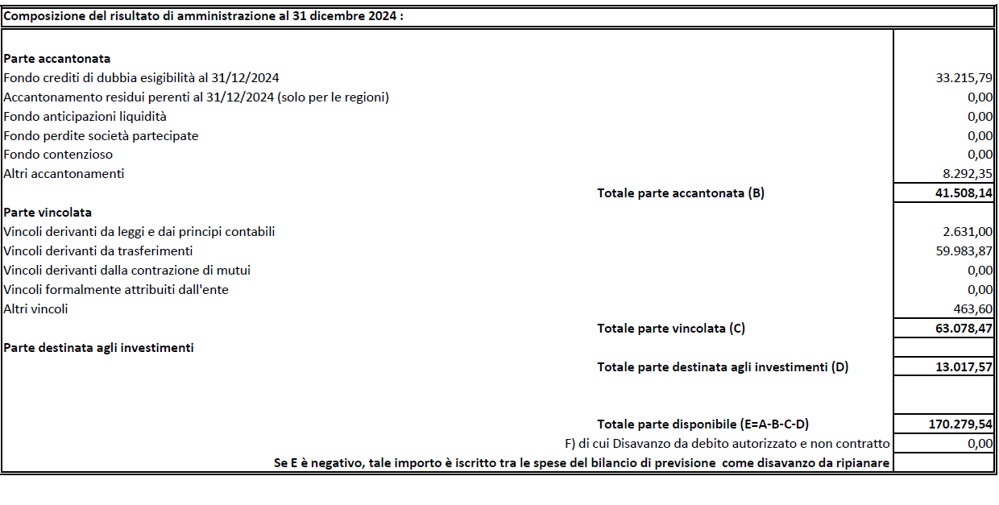 Composizione del risultato di amministrazione al 31 dicembre 2024 :
Parte accantonata
Fondo crediti di dubbia esigibilità al 31/12/2024 33.215,79
Accantonamento residui perenti al 31/12/2024 (solo per le regioni) 0,00
Fondo anticipazioni liquidità 0,00
Fondo perdite società partecipate 0,00
Fondo contenzioso 0,00
Altri accantonamenti 8.292,35
Totale parte accantonata (B) 41.508,14
Parte vincolata
Vincoli derivanti da leggi e dai principi contabili 2.631,00
Vincoli derivanti da trasferimenti 59.983,87
Vincoli derivanti dalla contrazione di mutui 0,00
Vincoli formalmente attribuiti dall'ente 0,00
Altri vincoli 463,60
Totale parte vincolata (C) 63.078,47
Parte destinata agli investimenti
Totale parte destinata agli investimenti (D) 13.017,57
Totale parte disponibile (E=A-B-C-D) 170.279,54
F) di cui Disavanzo da debito autorizzato e non contratto 0,00
Se E è negativo, tale importo è iscritto tra le spese del bilancio di previsione  come disavanzo da ripianare